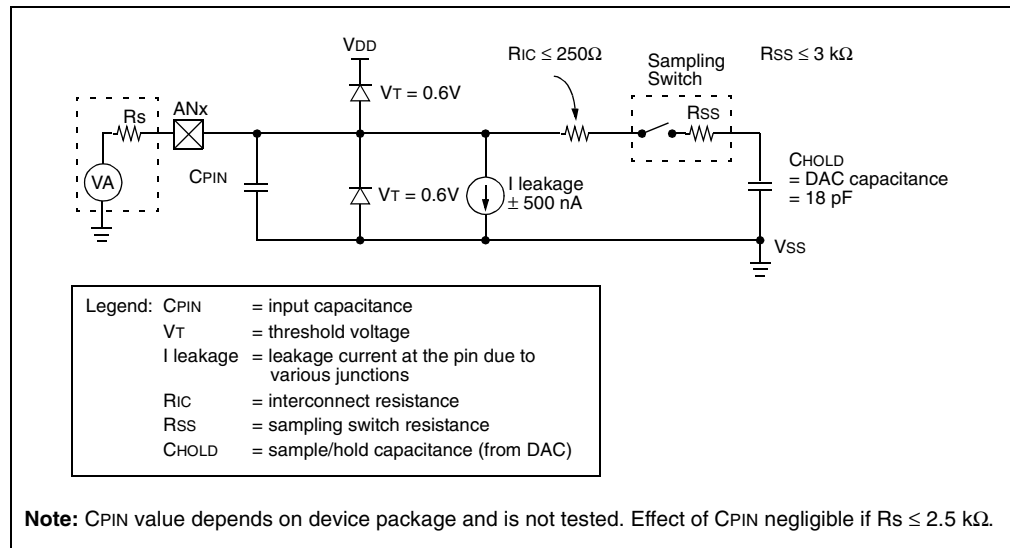 VDD
RIC ≤ 250Ω
Sampling
Switch
RSS ≤ 3 kΩ
VT = 0.6V
Rs
ANx
RSS
CPIN
VA
VT = 0.6V
I leakage
± 500 nA
CHOLD
= DAC capacitance
= 18 pF
VSS
Legend: CPIN = input capacitance
VT = threshold voltage
I leakage = leakage current at the pin due to
various junctions
RIC = interconnect resistance
RSS = sampling switch resistance
CHOLD = sample/hold capacitance (from DAC)
Note: CPIN value depends on device package and is not tested. Effect of CPIN negligible if Rs ≤ 2.5 kΩ.